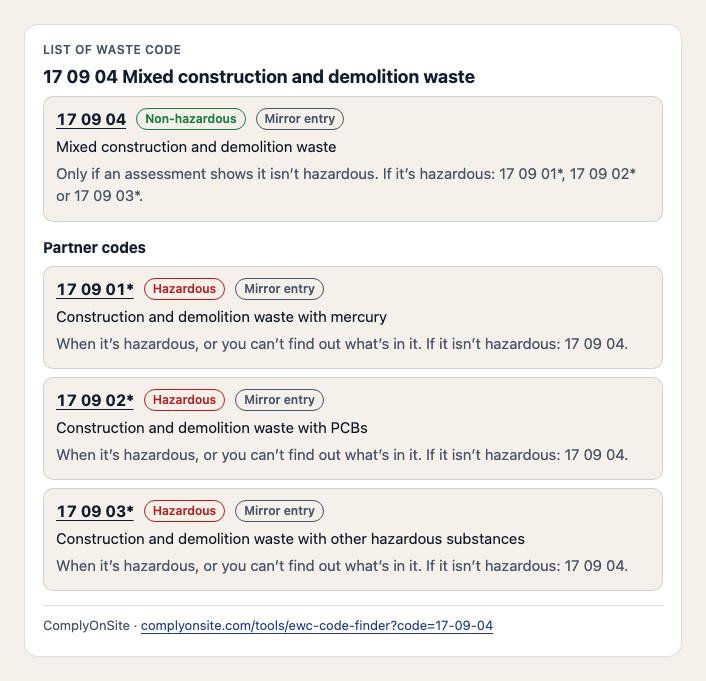 LIST OF WASTE CODE
17 09 04 Mixed construction and demolition waste
17 09 04 Non-hazardous Mirror entry
Mixed construction and demolition waste
Only if an assessment shows it isn’t hazardous. If it’s hazardous: 17 09 01*, 17 09 02*
or 17 09 03*.
Partner codes
17 09 01* Hazardous Mirror entry
Construction and demolition waste with mercury
When it’s hazardous, or you can’t find out what’s in it. If it isn’t hazardous: 17 09 04.
17 09 02* Hazardous Mirror entry
Construction and demolition waste with PCBs
When it’s hazardous, or you can’t find out what’s in it. If it isn’t hazardous: 17 09 04.
17 09 03* Hazardous Mirror entry
Construction and demolition waste with other hazardous substances
When it’s hazardous, or you can’t find out what’s in it. If it isn’t hazardous: 17 09 04.
ComplyOnSite · complyonsite.com/tools/ewc-code-finder?code=17-09-04